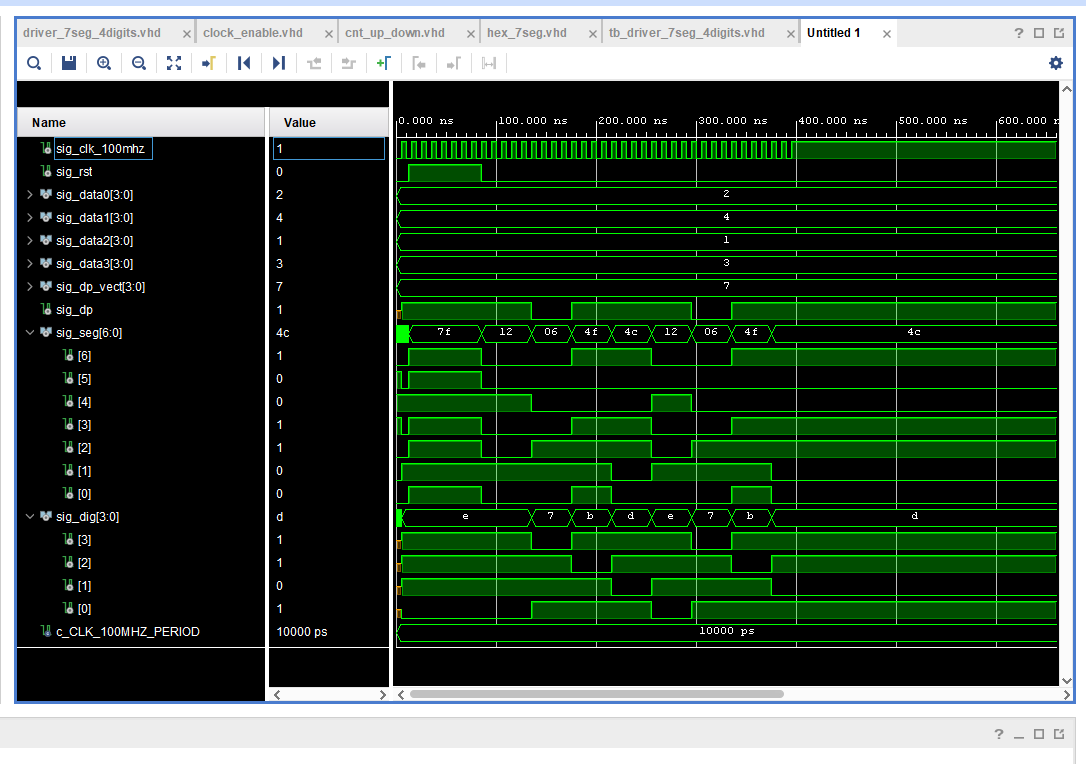 driver_7seg_4digits.vhd × clock_enable.vhd × cnt_up_down.vhd × hex_7seg.vhd × tb_driver_7seg_4digits.vhd × Untitled 1 × ?
Name Value
0.000 ns 100.000 ns 200.000 ns 300.000 ns 400.000 ns 500.000 ns 600.000 n
sig_clk_100mhz 1
sig_rst 0
sig_data0[3:0] 2 2
sig_data1[3:0] 4 4
sig_data2[3:0] 1 1
sig_data3[3:0] 3 3
sig_dp_vect[3:0] 7 7
sig_dp 1
sig_seg[6:0] 4c 7f 12 06 4f 4c 12 06 4f 4c
[6] 1
[5] 0
[4] 0
[3] 1
[2] 1
[1] 0
[0] 0
sig_dig[3:0] d e 7 b d e 7 b d
[3] 1
[2] 1
[1] 0
[0] 1
c_CLK_100MHZ_PERIOD 10000 ps 10000 ps
?